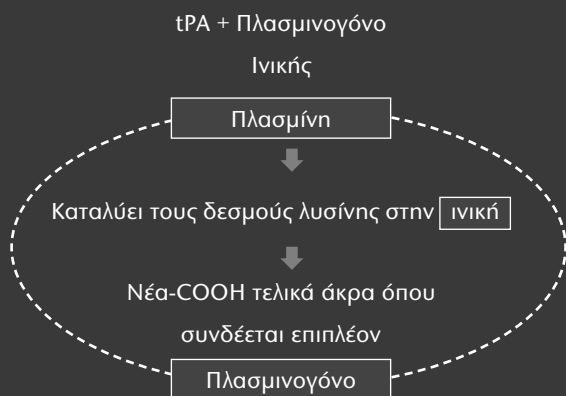 tPA + Πλασμινογόνο
Ινικής
Πλασμίνη
Καταλύει τους δεσμούς λυσίνης στην ινική
Νέα-COOH τελικά άκρα όπου
συνδέεται επιπλέον
Πλασμινογόνο